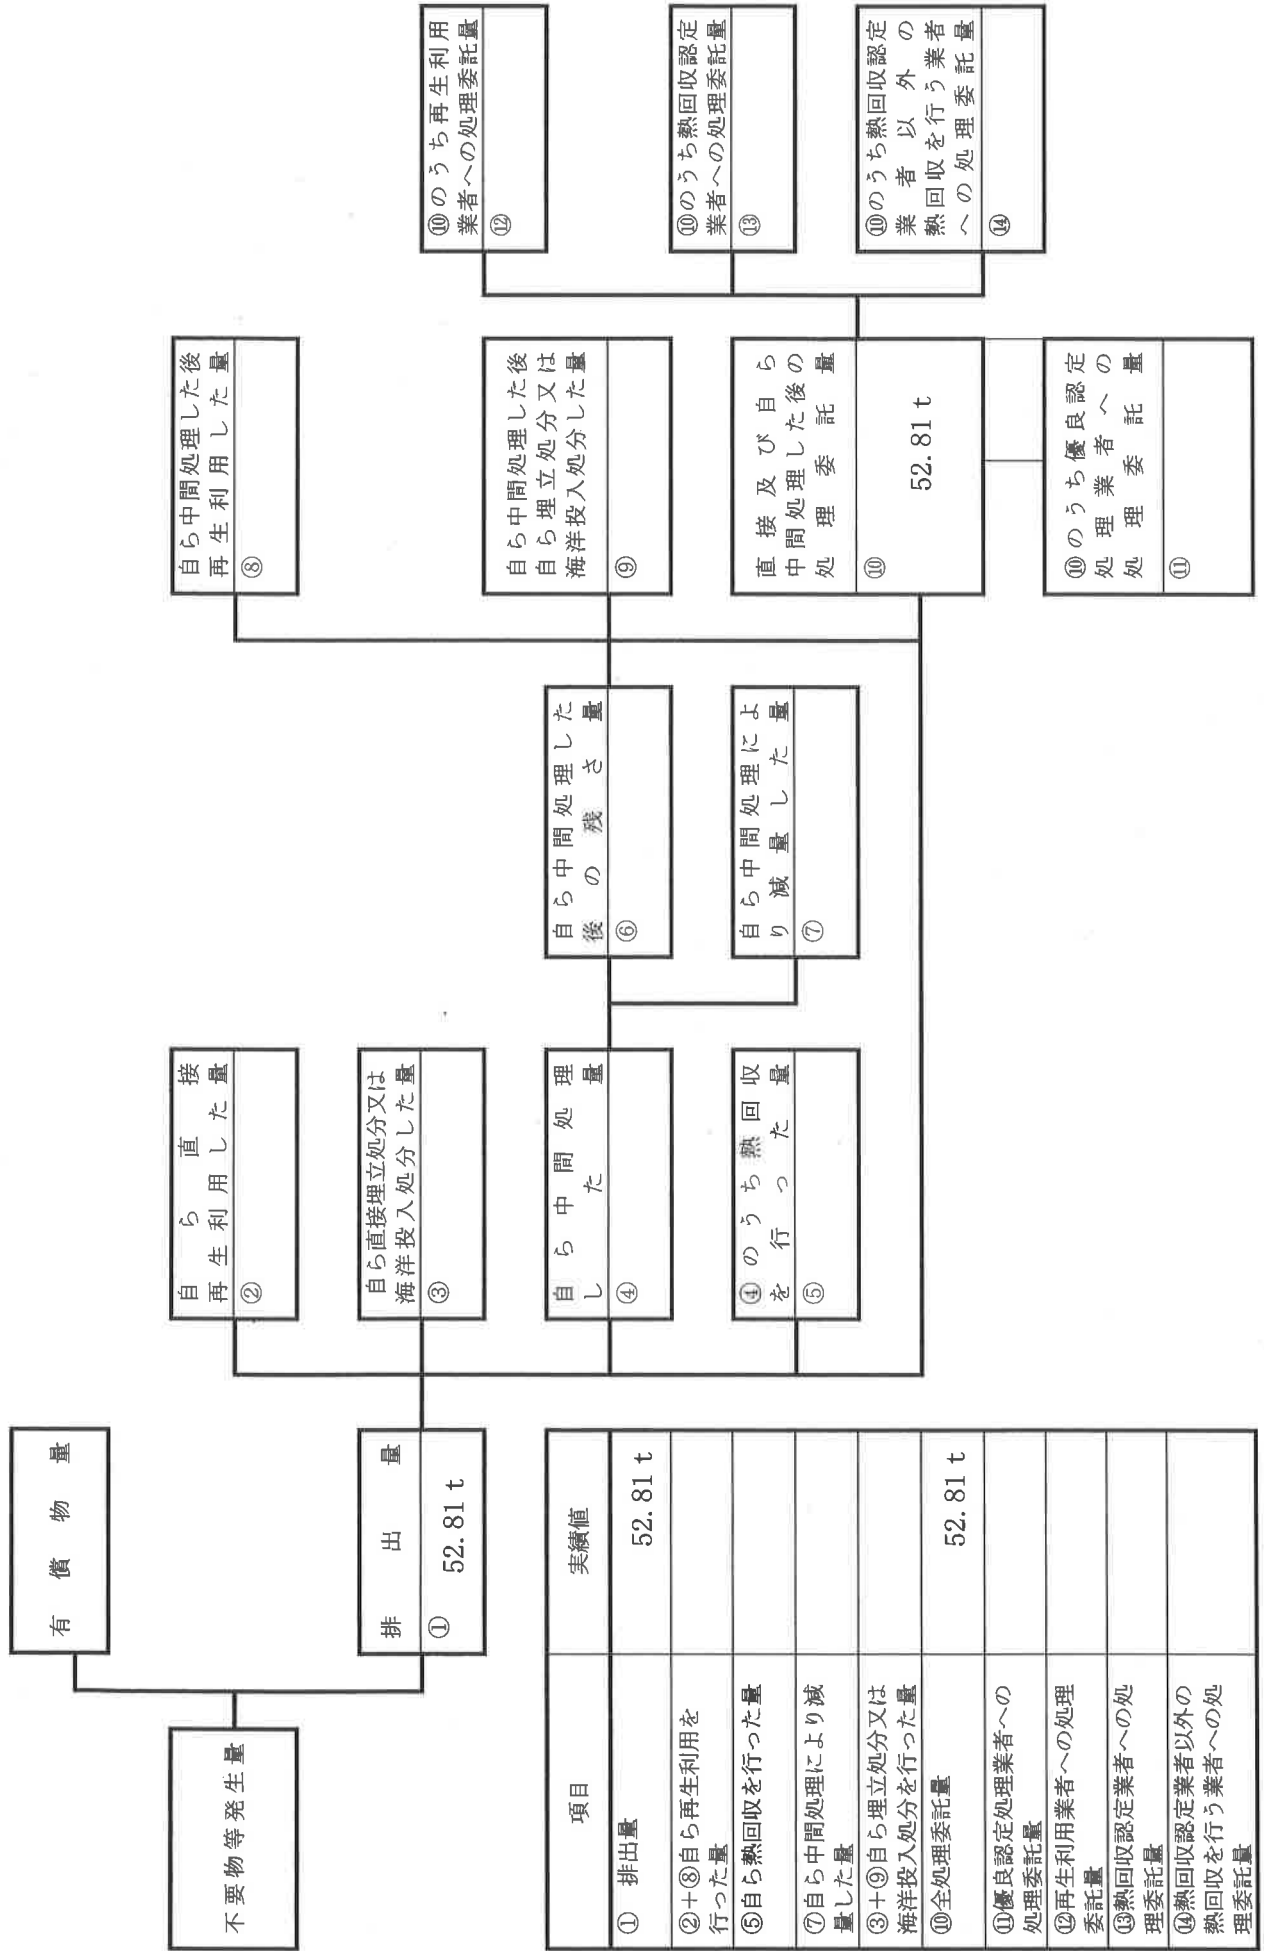 有償物量
不要物等発生量
排出量
①
52.81 t
自ら直接
再生利用した量
②
自ら直接埋立処分又は
海洋投入処分した量
③
自ら中間処理
した量
④
④のうち熱回収
を行った量
⑤
自ら中間処理した
後の残さ量
⑥
自ら中間処理によ
り減量した量
⑦
自ら中間処理した後
再生利用した量
⑧
自ら中間処理した後
自ら埋立処分又は
海洋投入処分した量
⑨
直接及び自ら
中間処理した後の
処理委託量
⑩
52.81 t
⑩のうち優良認定
処理業者への
処理委託量
⑪
⑩のうち再生利用
業者への処理委託量
⑫
⑩のうち熱回収認定
業者への処理委託量
⑬
⑩のうち熱回収認定
業者以外の
熱回収を行う業者
への処理委託量
⑭
項目 実績値
① 排出量 52.81 t
②+⑧自ら再生利用を
行った量
⑤自ら熱回収を行った量
⑦自ら中間処理により減
量した量
③+⑨自ら埋立処分又は
海洋投入処分を行った量
⑩全処理委託量 52.81 t
⑪優良認定処理業者への
処理委託量
⑫再生利用業者への処理
委託量
⑬熱回収認定業者への処
理委託量
⑭熱回収認定業者以外の
熱回収を行う業者への処
理委託量